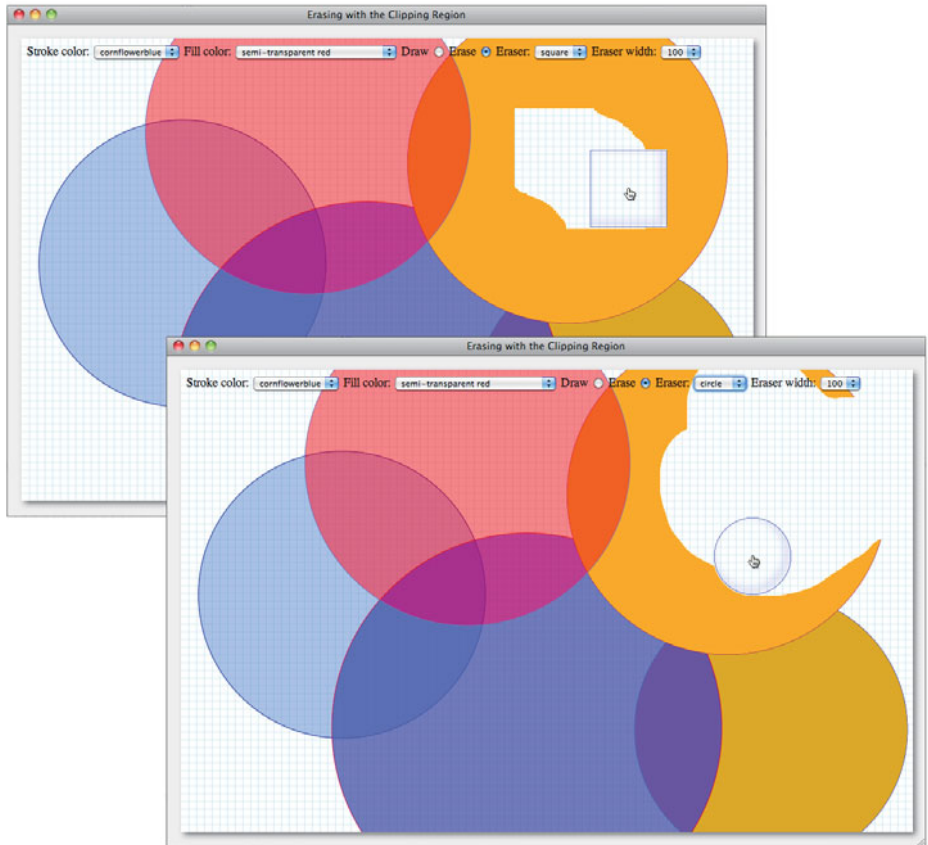 Erasing with the Clipping Region
Stroke color: cornflowerblue Fill color: semi-transparent red Draw Erase Eraser: square Eraser width: 100
Erasing with the Clipping Region
Stroke color: cornflowerblue Fill color: semi-transparent red Draw Erase Eraser: circle Eraser width: 100